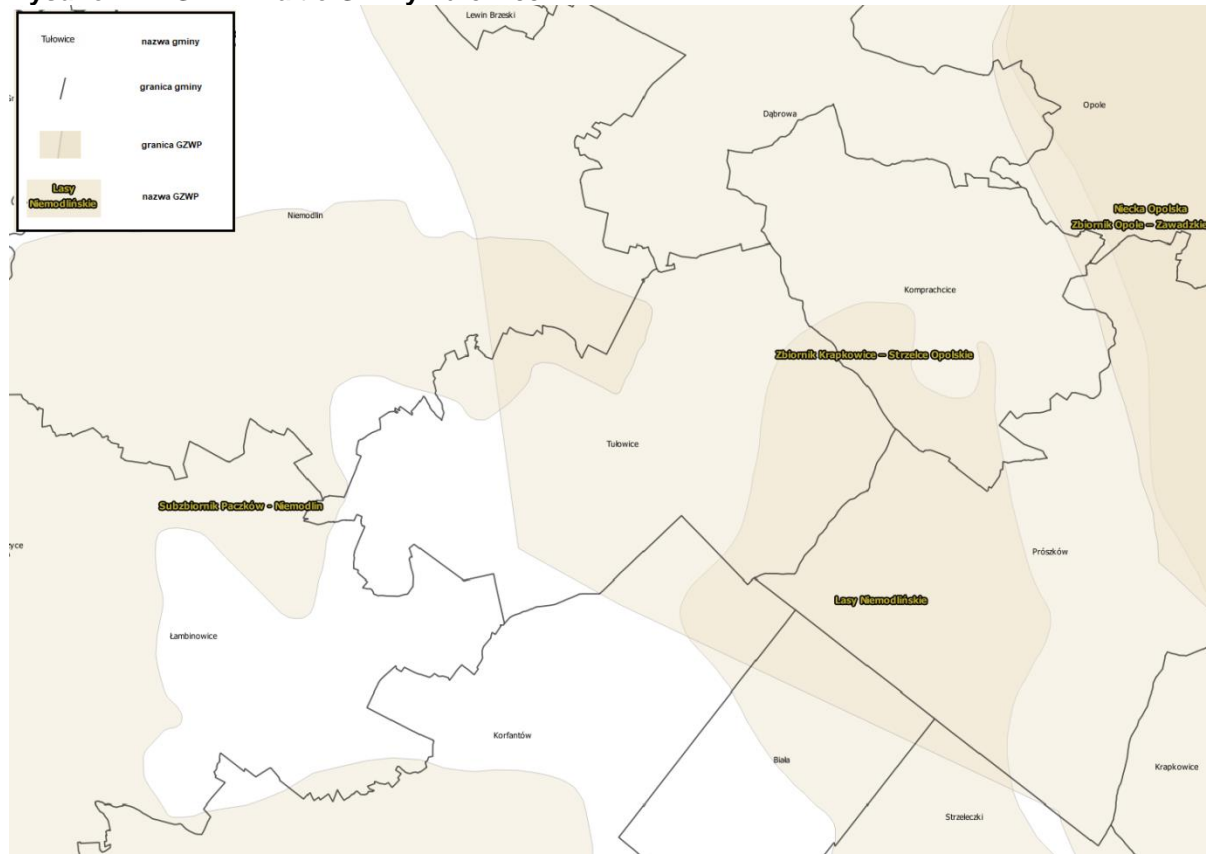 Tułowice
nazwa gminy
granica gminy
granica GZWP
Lasy
Niemodlińskie
nazwa GZWP
Lewin Brzeski
Dąbrowa
Opole
Niemodlin
Niecka Opolska
Zbiornik Opole – Zawadzkie
Komprachcice
Zbiornik Krapkowice – Strzelce Opolskie
Tułowice
Subzbiornik Paczków - Niemodlin
Prószków
Lasy Niemodlińskie
Łambinowice
Korfantów
Biała
Krapkowice
Strzeleczki